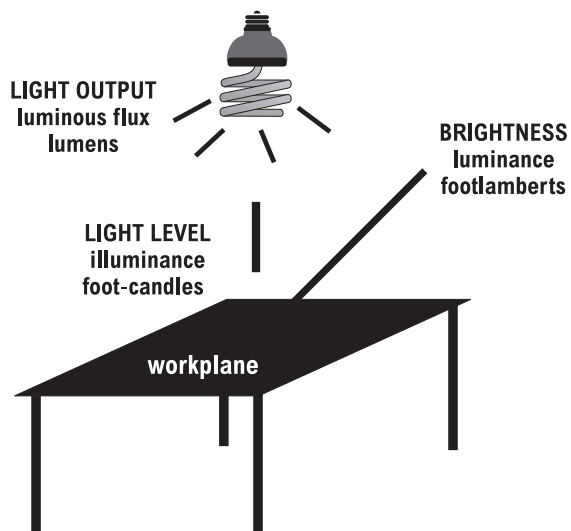 LIGHT OUTPUT
luminous flux
lumens
BRIGHTNESS
luminance
footlamberts
LIGHT LEVEL
illuminance
foot-candles
workplane